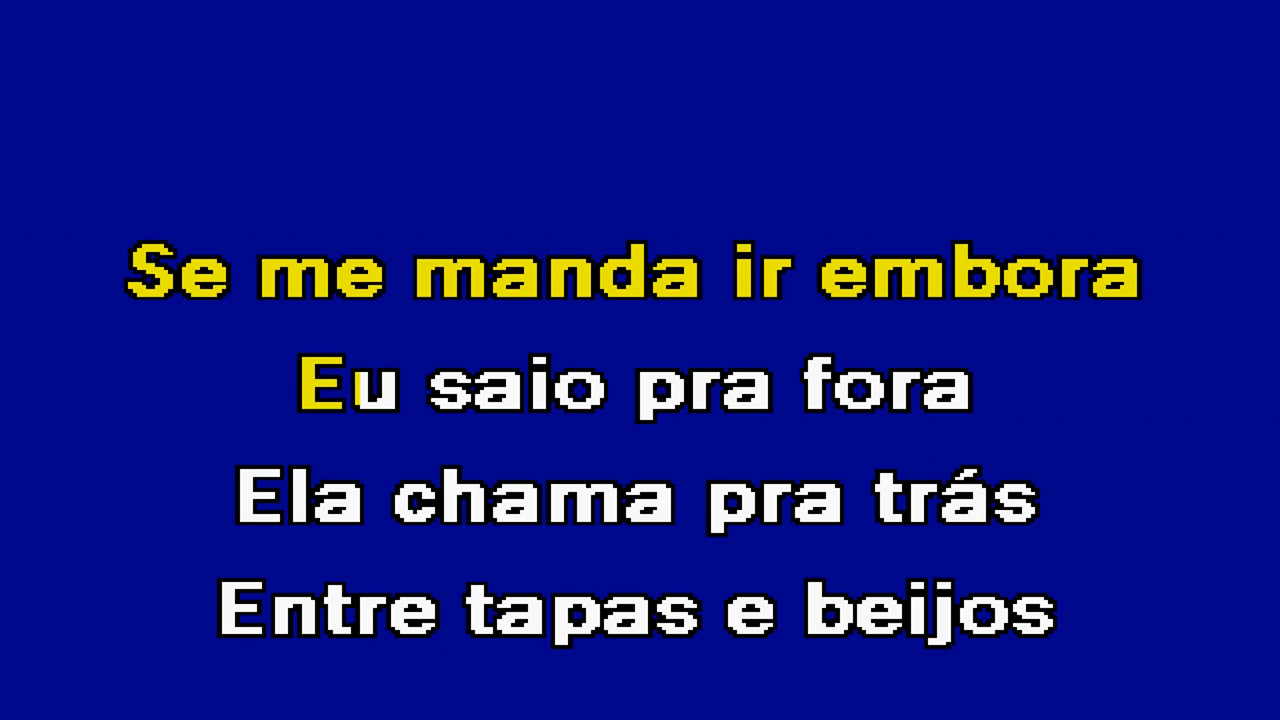 Se me manda ir embora
Eu saio pra fora
Ela chama pra trás
Entre tapas e beijos